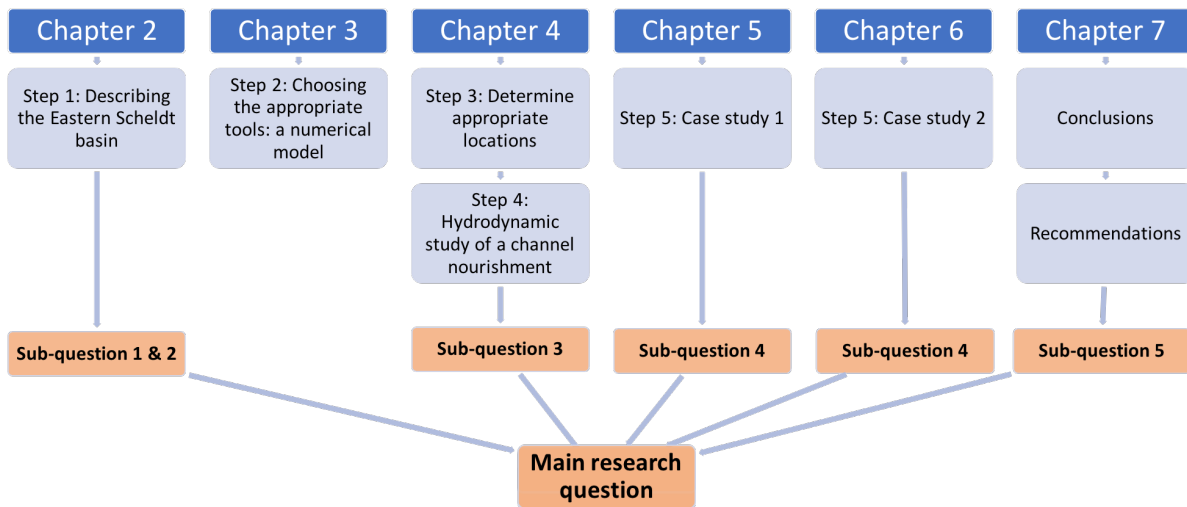 Chapter 2
Chapter 3
Chapter 4
Chapter 5
Chapter 6
Chapter 7
Step 1: Describing
the Eastern Scheldt
basin
Step 2: Choosing
the appropriate
tools: a numerical
model
Step 3: Determine
appropriate
locations
Step 5: Case study 1
Step 5: Case study 2
Conclusions
Step 4:
Hydrodynamic
study of a channel
nourishment
Recommendations
Sub-question 1 & 2
Sub-question 3
Sub-question 4
Sub-question 4
Sub-question 5
Main research
question